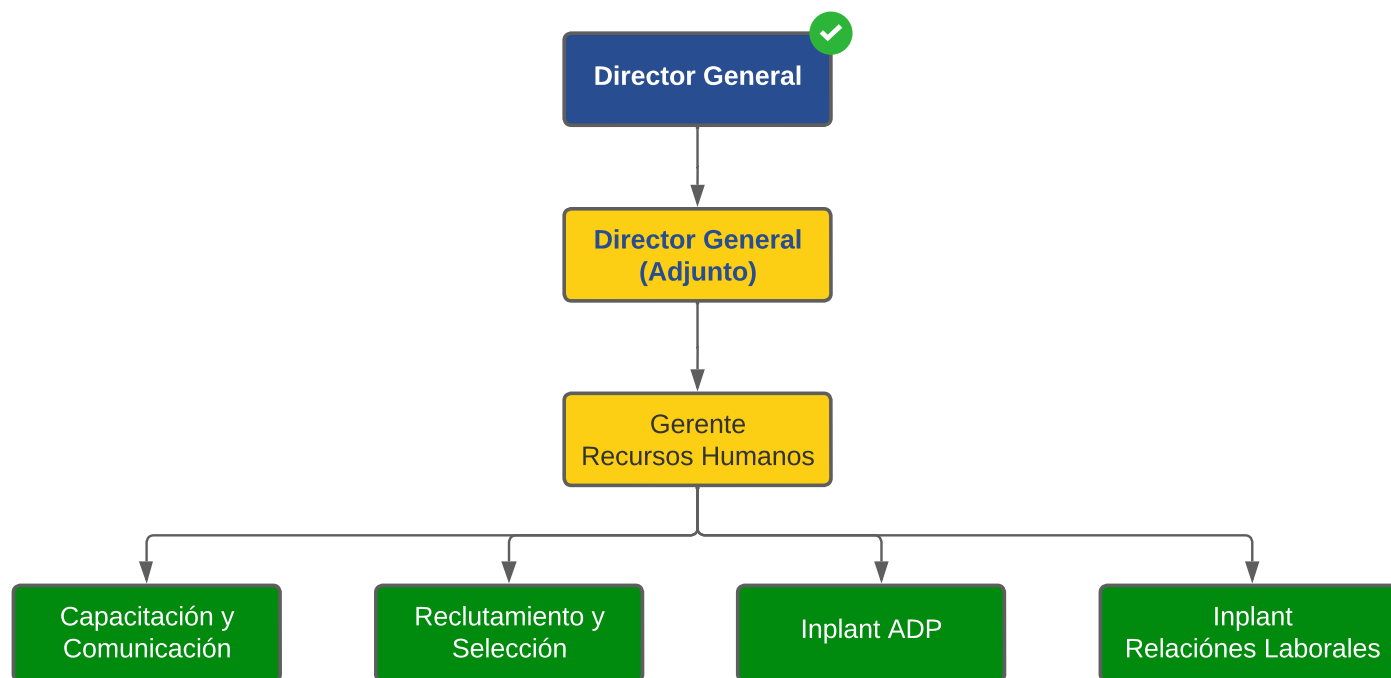 Director General
Director General
(Adjunto)
Gerente
Recursos Humanos
Capacitación y
Comunicación
Reclutamiento y
Selección
Inplant ADP
Inplant
Relaciónes Laborales